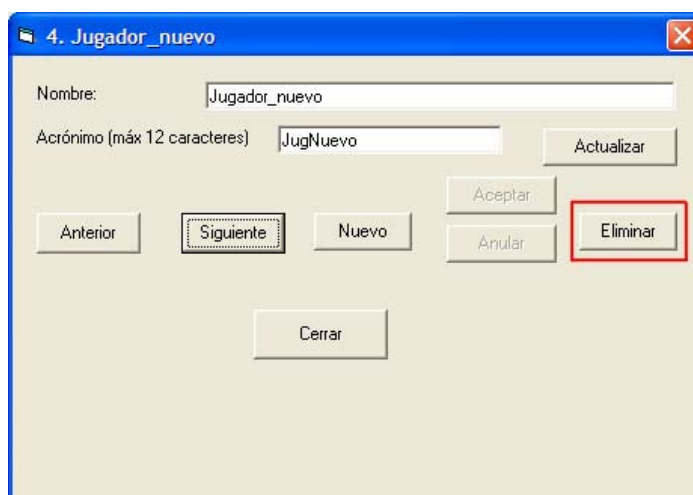 4. Jugador_nuevo
Nombre: Jugador_nuevo
Acrónimo (máx 12 caracteres) JugNuevo Actualizar
Aceptar
Anterior Siguiente Nuevo Eliminar
Anular
Cerrar